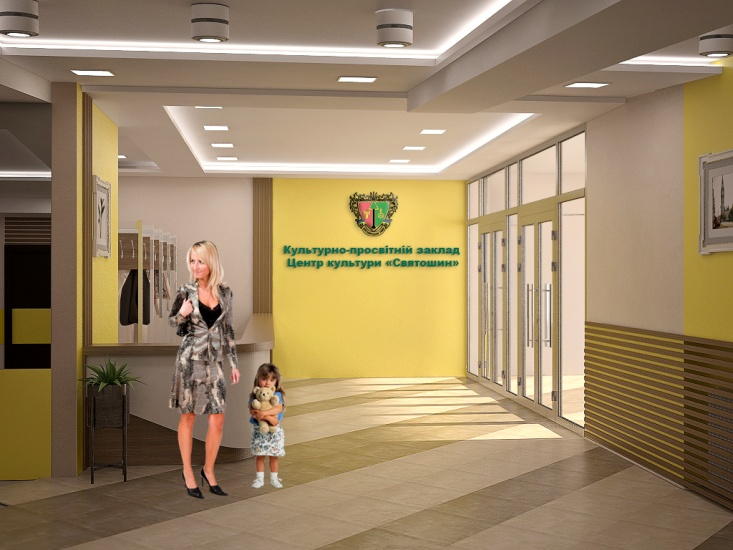 Культурно-просвітній заклад
Центр культури «Святошин»